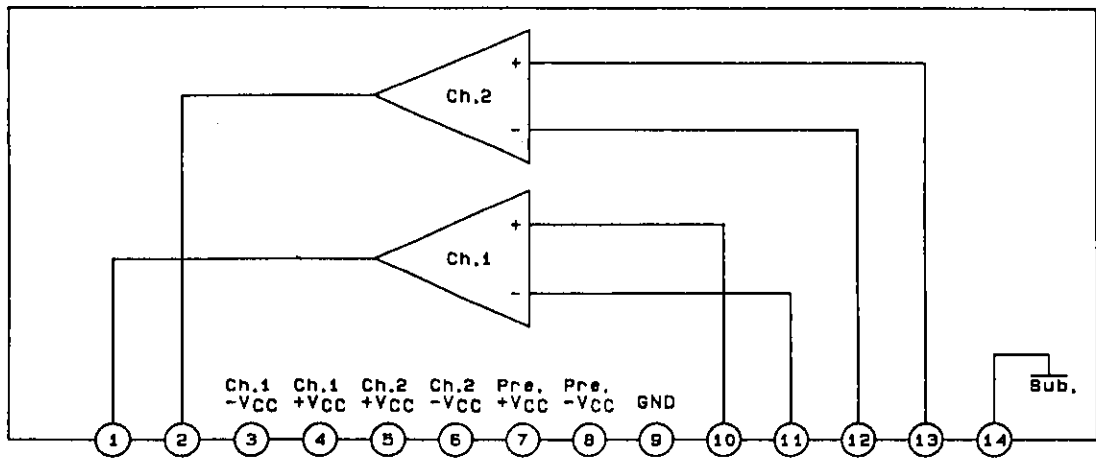 +
Ch.2
-
+
Ch.1
-
Sub.
Ch.1 Ch.1 Ch.2 Ch.2 Pre. Pre.
-VCC +VCC +VCC -VCC +VCC -VCC GND
1 2 3 4 5 6 7 8 9 10 11 12 13 14